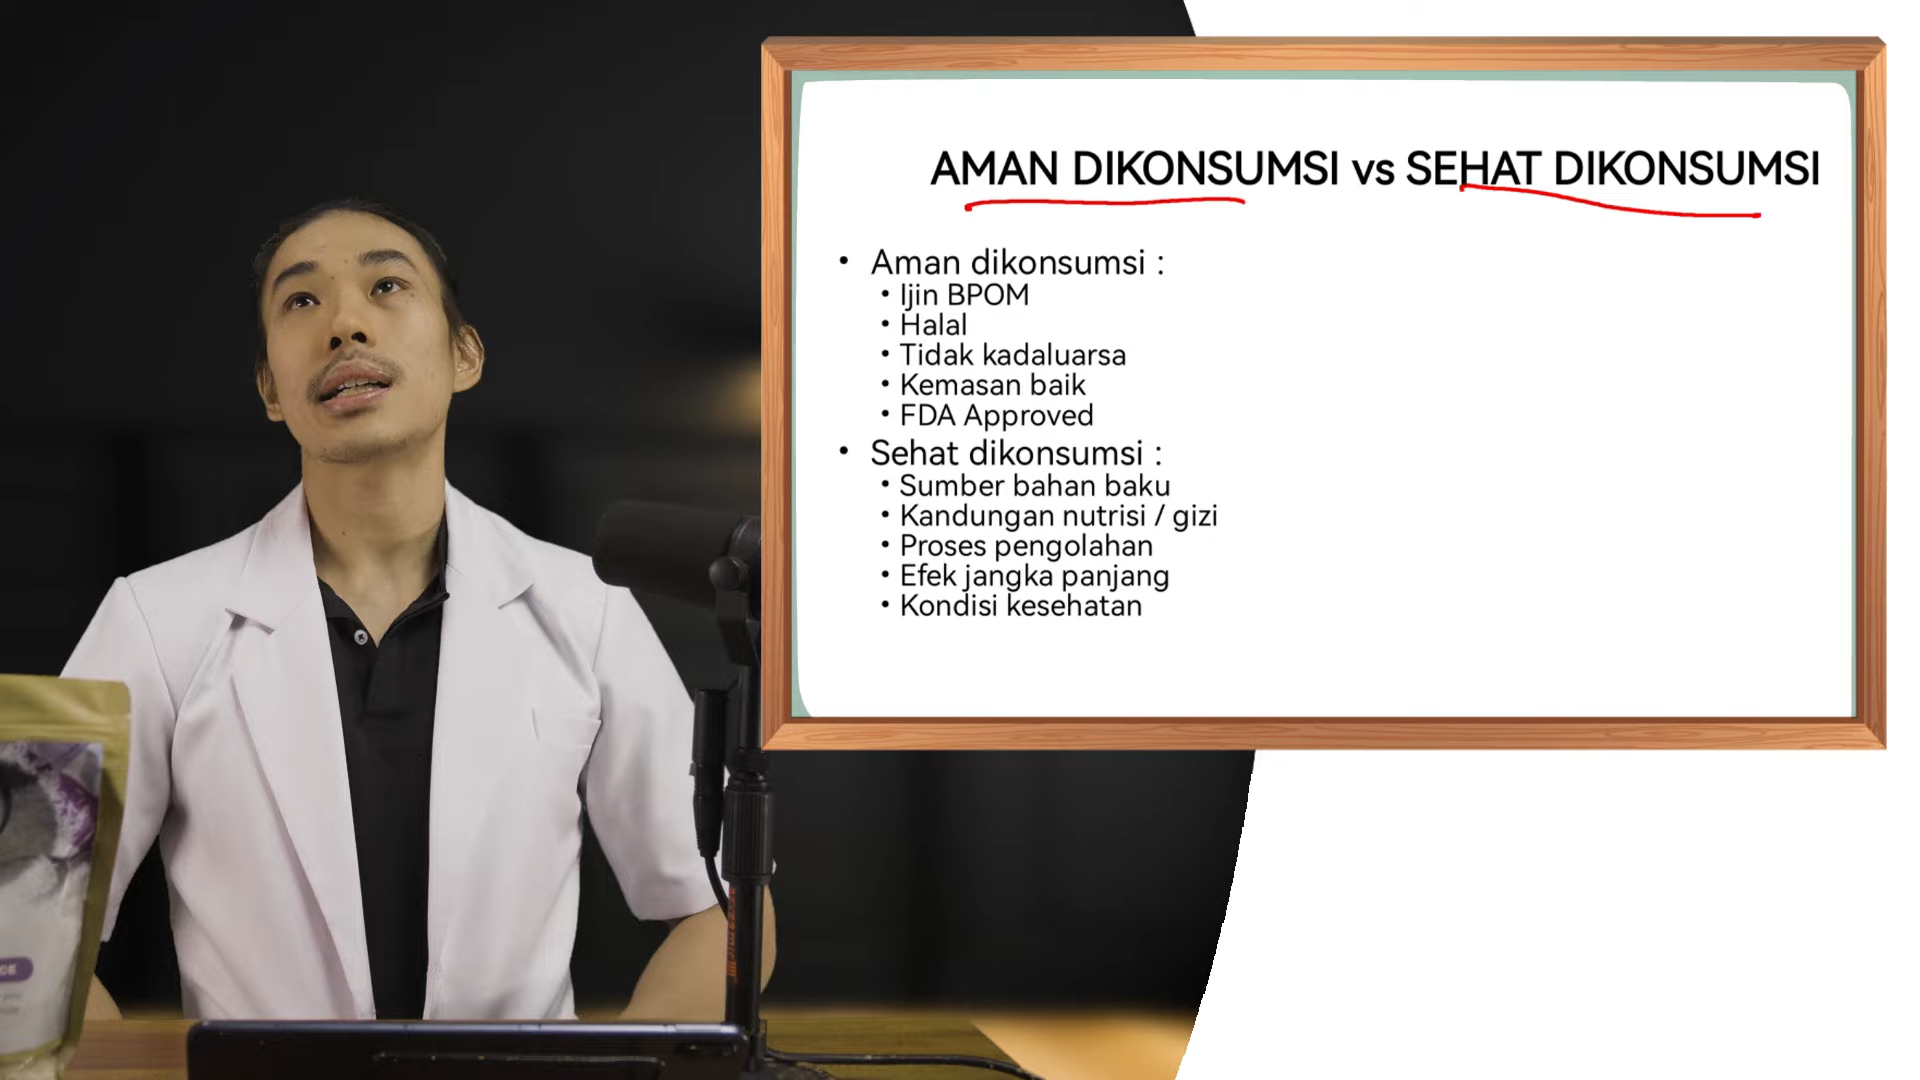 AMAN DIKONSUMSI vs SEHAT DIKONSUMSI
• Aman dikonsumsi :
• Ijin BPOM
• Halal
• Tidak kadaluarsa
• Kemasan baik
• FDA Approved
• Sehat dikonsumsi :
• Sumber bahan baku
• Kandungan nutrisi / gizi
• Proses pengolahan
• Efek jangka panjang
• Kondisi kesehatan